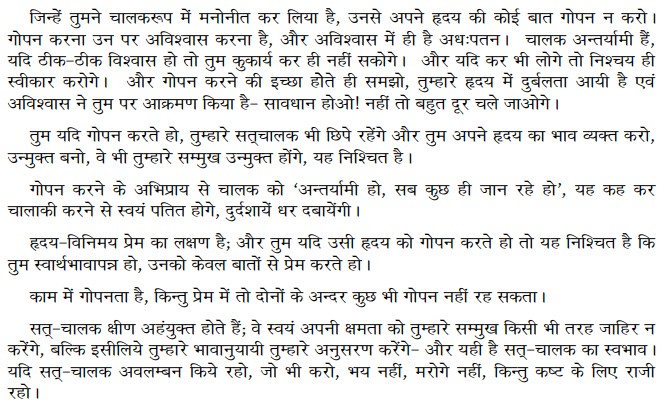 जिन्हें तुमने चालकरूप में मनोनीत कर लिया है, उनसे अपने हृदय की कोई बात गोपन न करो।
गोपन करना उन पर अविश्वास करना है, और अविश्वास में ही है अधःपतन। चालक अन्तर्यामी हैं,
यदि ठीक-ठीक विश्वास हो तो तुम कुकार्य कर ही नहीं सकोगे। और यदि कर भी लोगे तो निश्चय ही
स्वीकार करोगे। और गोपन करने की इच्छा होते ही समझो, तुम्हारे हृदय में दुर्बलता आयी है एवं
अविश्वास ने तुम पर आक्रमण किया है- सावधान होओ! नहीं तो बहुत दूर चले जाओगे।
तुम यदि गोपन करते हो, तुम्हारे सत्‌चालक भी छिपे रहेंगे और तुम अपने हृदय का भाव व्यक्त करो,
उन्मुक्त बनो, वे भी तुम्हारे सम्मुख उन्मुक्त होंगे, यह निश्चित है।
गोपन करने के अभिप्राय से चालक को ‘अन्तर्यामी हो, सब कुछ ही जान रहे हो’, यह कह कर
चालाकी करने से स्वयं पतित होगे, दुर्दशायें धर दबायेंगी।
हृदय-विनिमय प्रेम का लक्षण है; और तुम यदि उसी हृदय को गोपन करते हो तो यह निश्चित है कि
तुम स्वार्थभावापन्न हो, उनको केवल बातों से प्रेम करते हो।
काम में गोपनता है, किन्तु प्रेम में तो दोनों के अन्दर कुछ भी गोपन नहीं रह सकता।
सत्-चालक क्षीण अहंयुक्त होते हैं; वे स्वयं अपनी क्षमता को तुम्हारे सम्मुख किसी भी तरह जाहिर न
करेंगे, बल्कि इसीलिये तुम्हारे भावानुयायी तुम्हारे अनुसरण करेंगे- और यही है सत्-चालक का स्वभाव।
यदि सत्-चालक अवलम्बन किये रहो, जो भी करो, भय नहीं, मरोगे नहीं, किन्तु कष्ट के लिए राजी
रहो।